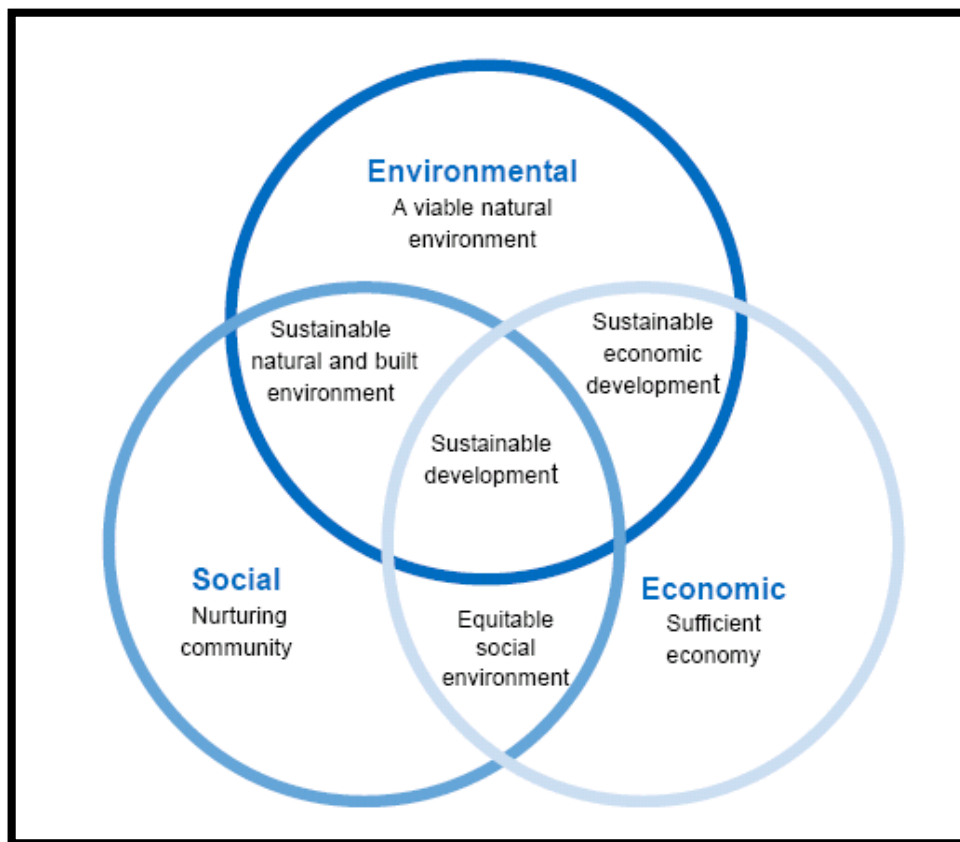 Environmental
A viable natural
environment
Sustainable
natural and built
environment
Sustainable
economic
development
Sustainable
development
Social
Nurturing
community
Equitable
social
environment
Economic
Sufficient
economy